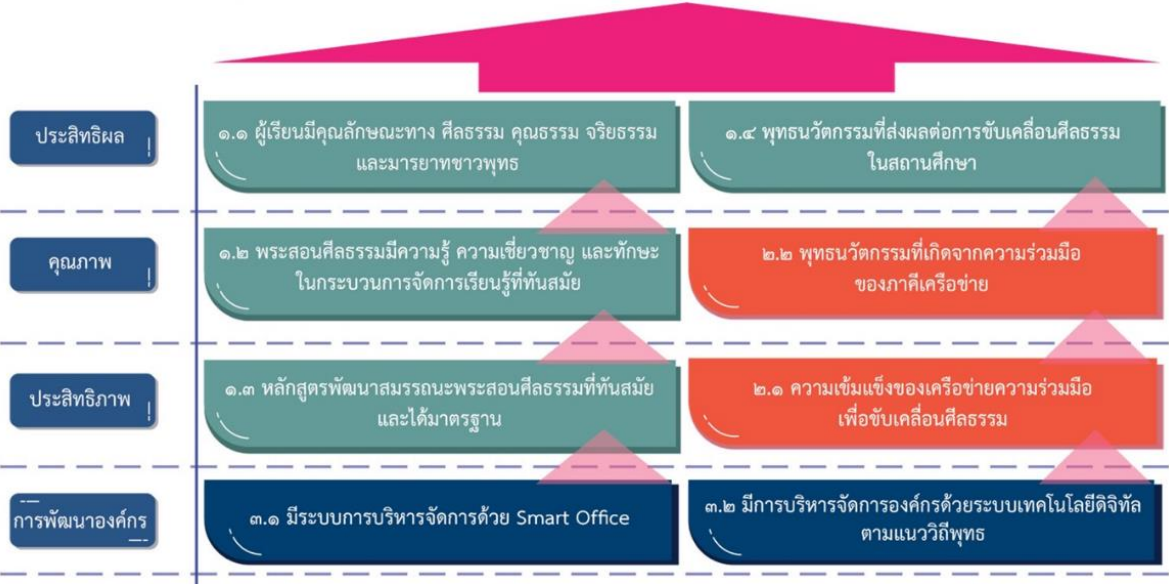 ประสิทธิผล
๑.๑ ผู้เรียนมีคุณลักษณะทาง ศีลธรรม คุณธรรม จริยธรรม
และมารยาทชาวพุทธ
๑.๔ พุทธนวัตกรรมที่ส่งผลต่อการขับเคลื่อนศีลธรรม
ในสถานศึกษา
คุณภาพ
๑.๒ พระสอนศีลธรรมมีความรู้ ความเชี่ยวชาญ และทักษะ
ในกระบวนการจัดการเรียนรู้ที่ทันสมัย
๒.๒ พุทธนวัตกรรมที่เกิดจากความร่วมมือ
ของภาคีเครือข่าย
ประสิทธิภาพ
๑.๓ หลักสูตรพัฒนาสมรรถนะพระสอนศีลธรรมที่ทันสมัย
และได้มาตรฐาน
๒.๑ ความเข้มแข็งของเครือข่ายความร่วมมือ
เพื่อขับเคลื่อนศีลธรรม
การพัฒนาองค์กร
๓.๑ มีระบบการบริหารจัดการด้วย Smart Office
๓.๒ มีการบริหารจัดการองค์กรด้วยระบบเทคโนโลยีดิจิทัล
ตามแนววิถีพุทธ